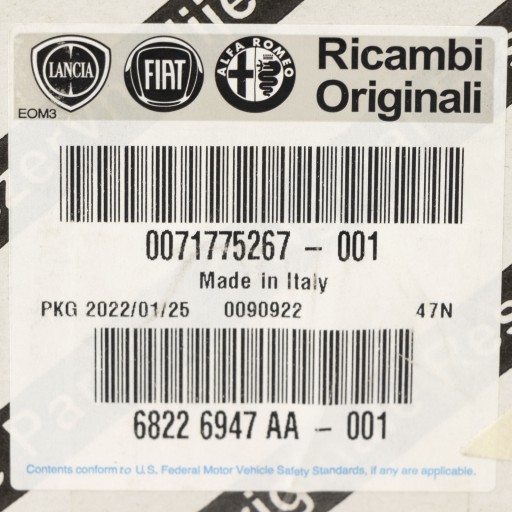 LANCIA FIAT ALFA ROMEO Ricambi
Originali
EOM3
0071775267 - 001
Made in Italy
PKG 2022/01/25 0090922 47N
6822 6947 AA - 001
Contents conform to U.S. Federal Motor Vehicle Safety Standards, if any are applicable.